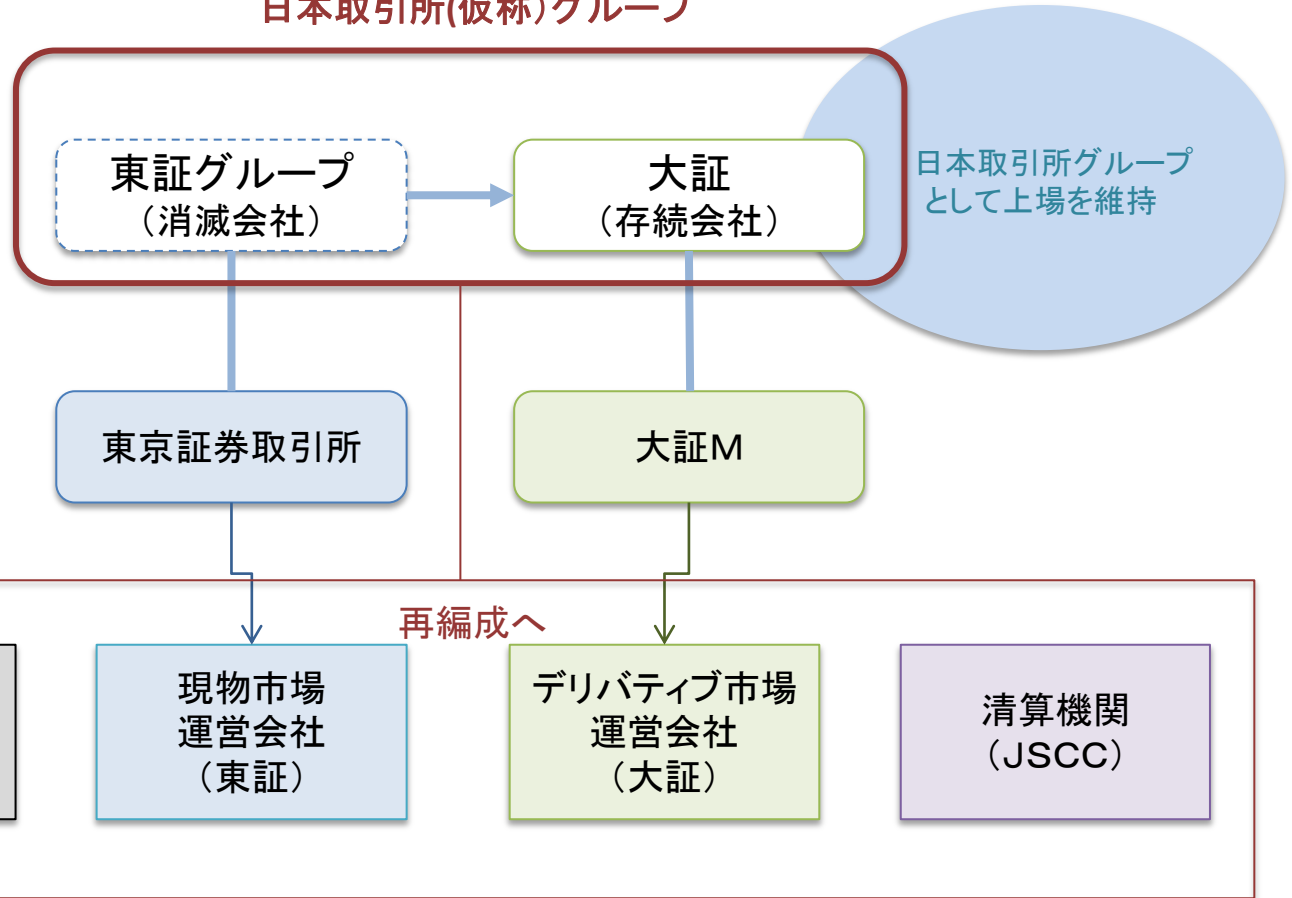 日本取引所(仮称)グループ
東証グループ
（消滅会社）
大証
（存続会社）
日本取引所グループ
として上場を維持
東京証券取引所
大証M
再編成へ
現物市場
運営会社
（東証）
デリバティブ市場
運営会社
（大証）
清算機関
（JSCC）